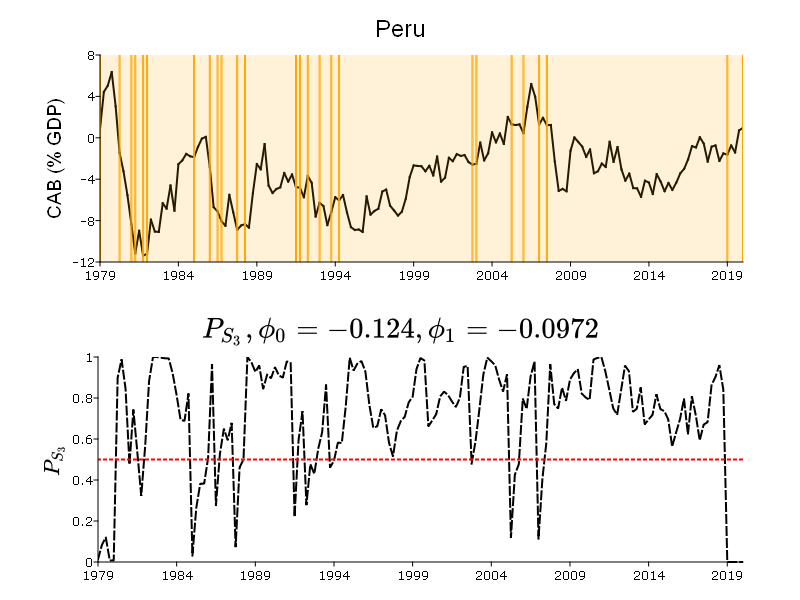 Peru
CAB (% GDP)
8
4
0
−4
−8
−12
1979 1984 1989 1994 1999 2004 2009 2014 2019
P_{S_3}, ϕ_0 = −0.124, ϕ_1 = −0.0972
P_{S_3}
1
0.8
0.6
0.4
0.2
0
1979 1984 1989 1994 1999 2004 2009 2014 2019